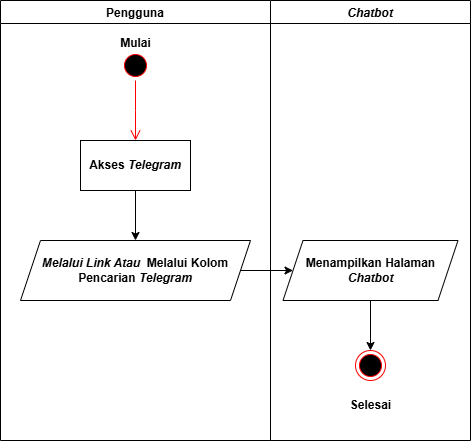 Pengguna
Chatbot
Mulai
Akses Telegram
Melalui Link Atau Melalui Kolom
Pencarian Telegram
Menampilkan Halaman
Chatbot
Selesai